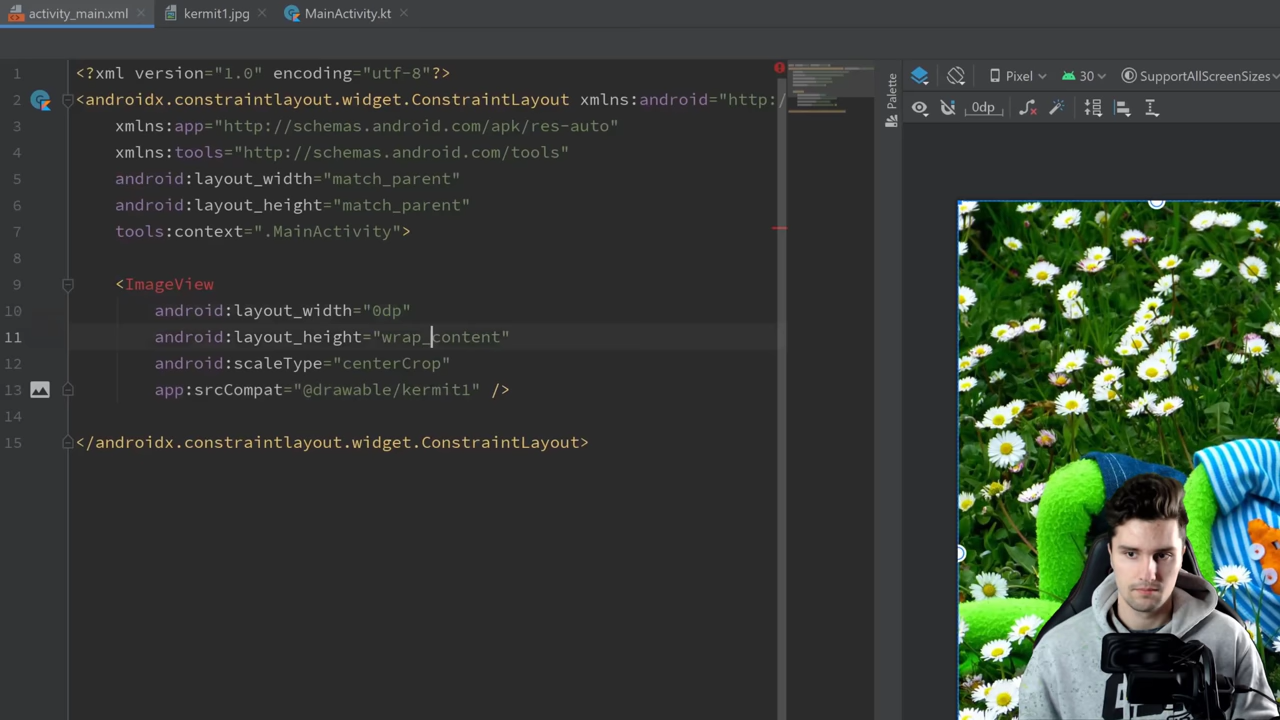 activity_main.xml
kermit1.jpg
MainActivity.kt
1 <?xml version="1.0" encoding="utf-8"?>
2 <androidx.constraintlayout.widget.ConstraintLayout xmlns:android="http:/
3 xmlns:app="http://schemas.android.com/apk/res-auto"
4 xmlns:tools="http://schemas.android.com/tools"
5 android:layout_width="match_parent"
6 android:layout_height="match_parent"
7 tools:context=".MainActivity">
8
9 <ImageView
10 android:layout_width="0dp"
11 android:layout_height="wrap_content"
12 android:scaleType="centerCrop"
13 app:srcCompat="@drawable/kermit1" />
14
15 </androidx.constraintlayout.widget.ConstraintLayout>
Palette
Pixel
30
SupportAllScreenSizes
0dp